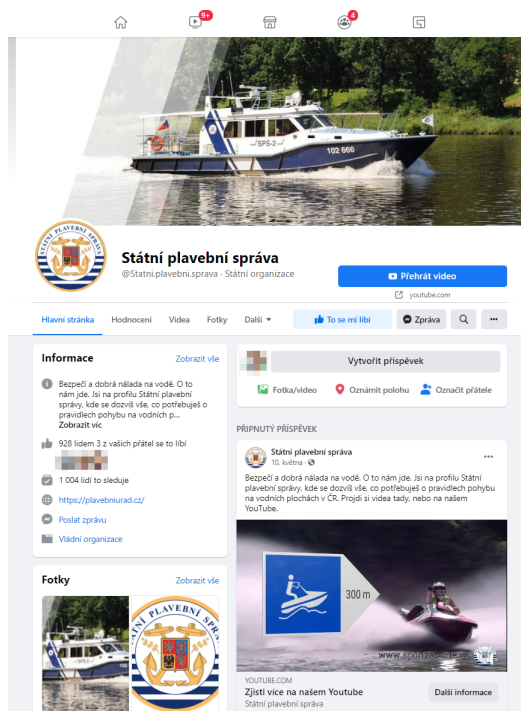 9+
4
SPS-2
102 666
STÁTNÍ PLAVEBNÍ SPRÁVA
Státní plavební správa
@Statni.plavebni.sprava · Státní organizace
Přehrát video
youtube.com
Hlavní stránka
Hodnocení
Videa
Fotky
Další
To se mi líbí
Zpráva
Informace
Zobrazit vše
Bezpečí a dobrá nálada na vodě. O to
nám jde. Jsi na profilu Státní plavební
správy, kde se dozvíš vše, co potřebuješ o
pravidlech pohybu na vodních p...
Zobrazit víc
928 lidem 3 z vašich přátel se to líbí
1 004 lidí to sleduje
https://plavebniurad.cz/
Poslat zprávu
Vládní organizace
Fotky
Zobrazit vše
Vytvořit příspěvek
Fotka/video
Oznámit polohu
Označit přátele
PŘIPNUTÝ PŘÍSPĚVEK
Státní plavební správa
10. května ·
Bezpečí a dobrá nálada na vodě. O to nám jde. Jsi na profilu Státní
plavební správy, kde se dozvíš vše, co potřebuješ o pravidlech pohybu
na vodních plochách v ČR. Projdi si videa tady, nebo na našem
YouTube.
300 m
YOUTUBE.COM
Zjisti více na našem Youtube
Státní plavební správa
Další informace